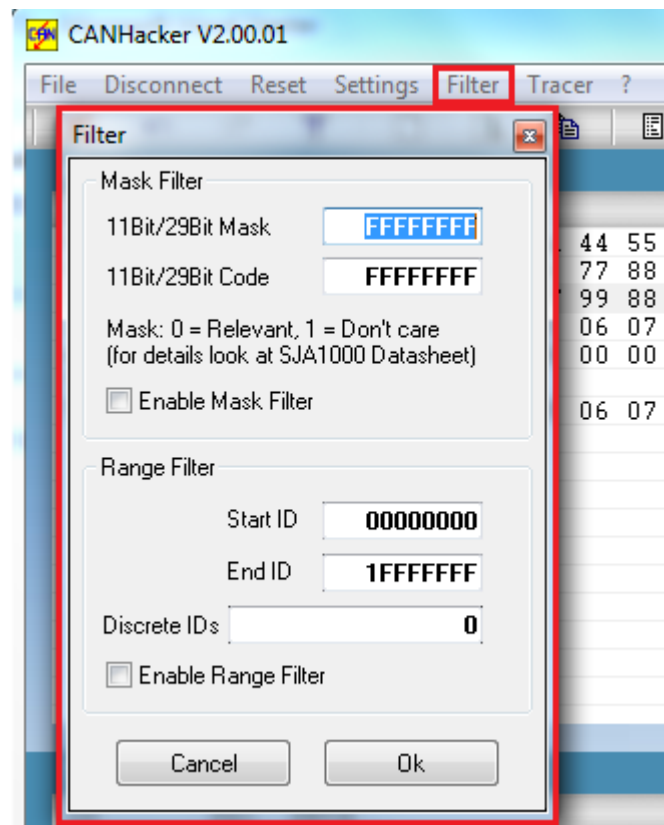 CAN CANHacker V2.00.01
File Disconnect Reset Settings Filter Tracer ?
Filter
Mask Filter
11Bit/29Bit Mask FFFFFFFF
44 55
11Bit/29Bit Code FFFFFFFF
77 88
99 88
Mask: 0 = Relevant, 1 = Don't care
06 07
(for details look at SJA1000 Datasheet)
00 00
Enable Mask Filter
06 07
Range Filter
Start ID 00000000
End ID 1FFFFFFF
Discrete IDs 0
Enable Range Filter
Cancel Ok